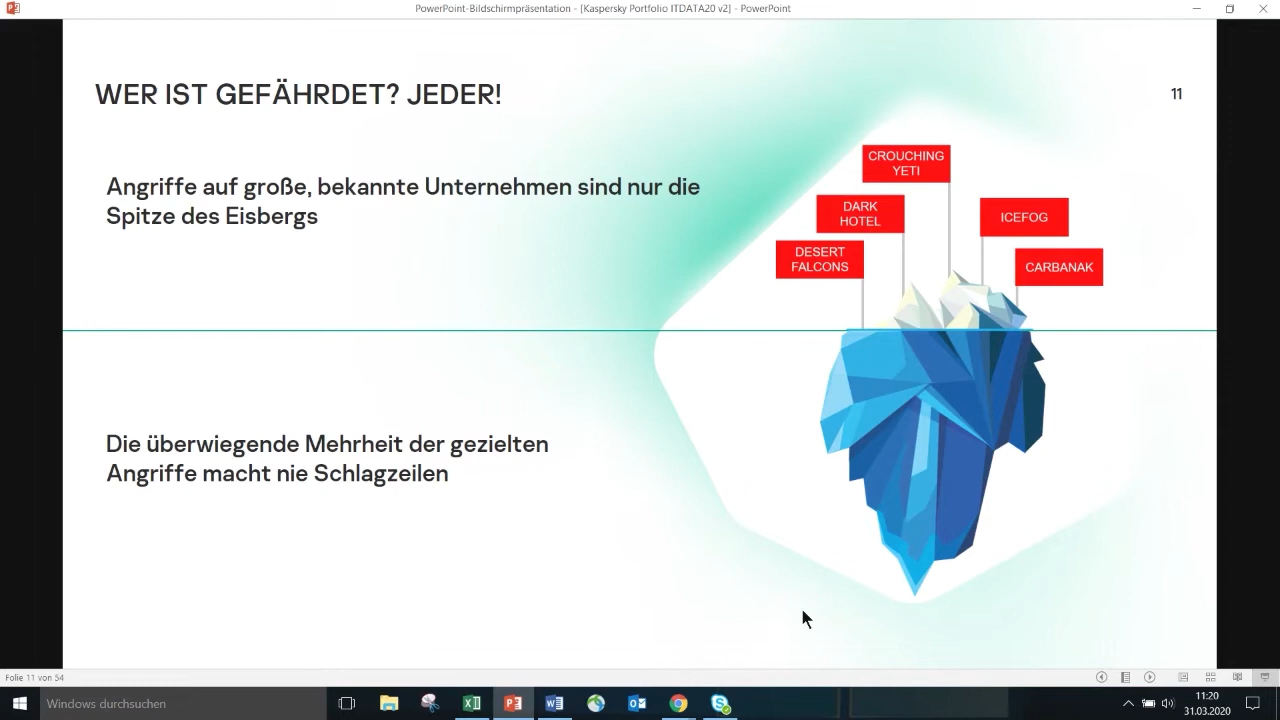 PowerPoint-Bildschirmpräsentation - [Kaspersky Portfolio ITDATA20 v2] - PowerPoint
WER IST GEFÄHRDET? JEDER!
11
Angriffe auf große, bekannte Unternehmen sind nur die
Spitze des Eisbergs
CROUCHING
YETI
DARK
HOTEL
ICEFOG
DESERT
FALCONS
CARBANAK
Die überwiegende Mehrheit der gezielten
Angriffe macht nie Schlagzeilen
Folie 11 von 54
Windows durchsuchen
11:20
31.03.2020